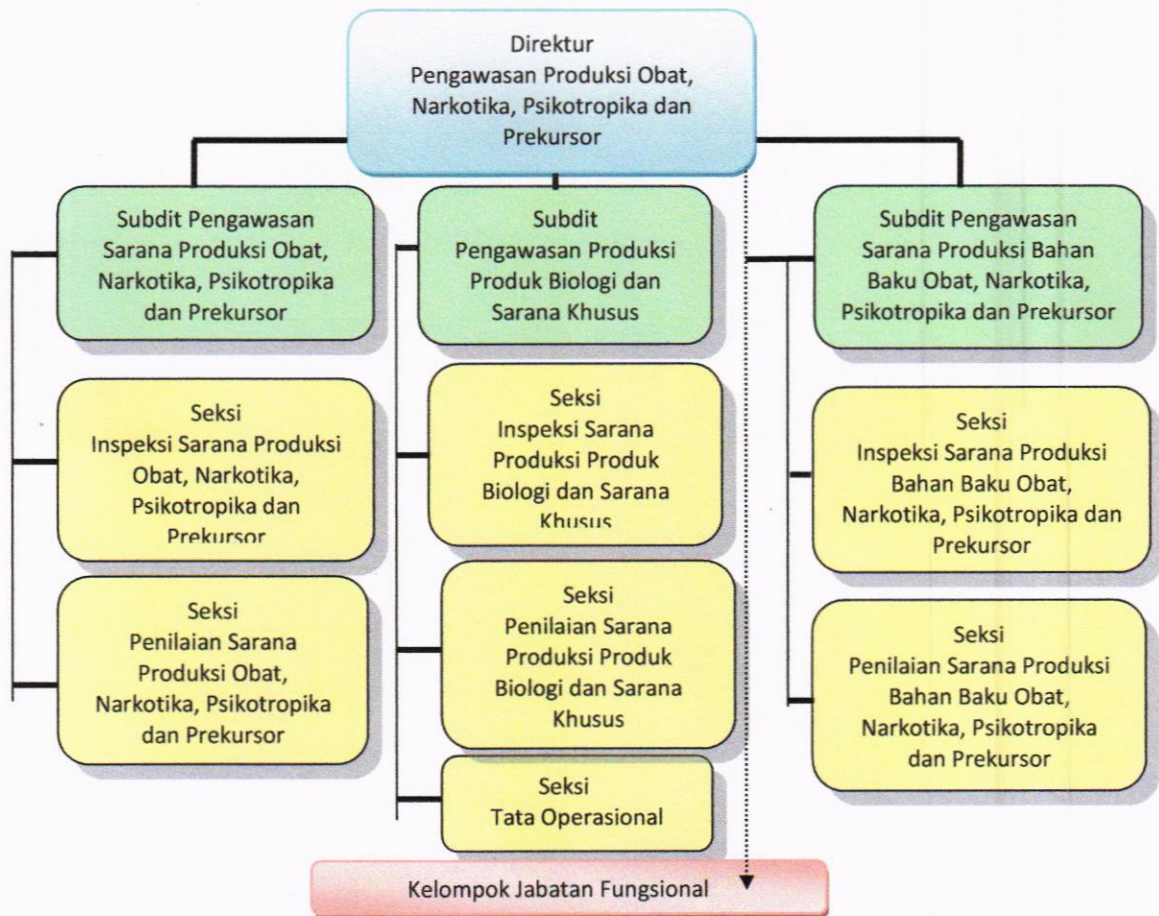 Direktur
Pengawasan Produksi Obat,
Narkotika, Psikotropika dan
Prekursor
Subdit Pengawasan
Sarana Produksi Obat,
Narkotika, Psikotropika
dan Prekursor
Seksi
Inspeksi Sarana Produksi
Obat, Narkotika,
Psikotropika dan
Prekursor
Seksi
Penilaian Sarana
Produksi Obat,
Narkotika, Psikotropika
dan Prekursor
Subdit
Pengawasan Produksi
Produk Biologi dan
Sarana Khusus
Seksi
Inspeksi Sarana
Produksi Produk
Biologi dan Sarana
Khusus
Seksi
Penilaian Sarana
Produksi Produk
Biologi dan Sarana
Khusus
Seksi
Tata Operasional
Subdit Pengawasan
Sarana Produksi Bahan
Baku Obat, Narkotika,
Psikotropika dan Prekursor
Seksi
Inspeksi Sarana Produksi
Bahan Baku Obat,
Narkotika, Psikotropika dan
Prekursor
Seksi
Penilaian Sarana Produksi
Bahan Baku Obat,
Narkotika, Psikotropika
dan Prekursor
Kelompok Jabatan Fungsional